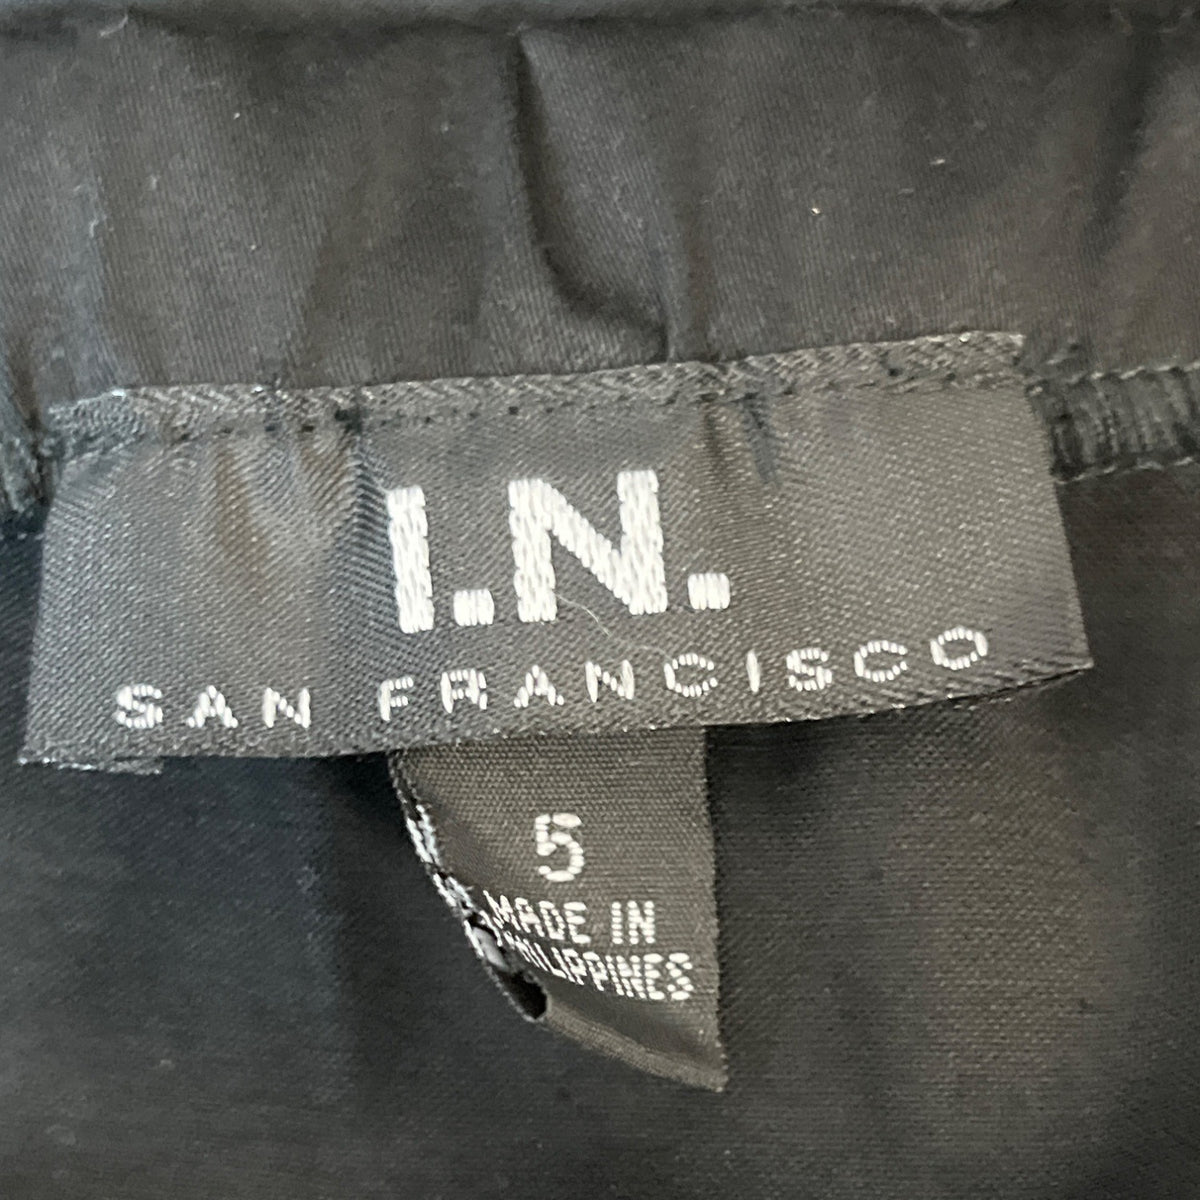 I.N.
SAN FRANCISCO
5
MADE IN
PHILIPPINES